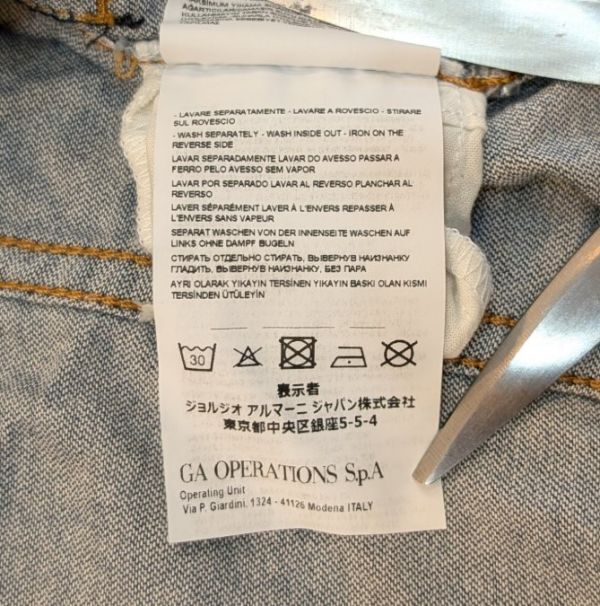 MAXIMUM YIKAMA
- LAVARE SEPARATAMENTE - LAVARE A ROVESCIO - STIRARE
SUL ROVESCIO
- WASH SEPARATELY - WASH INSIDE OUT - IRON ON THE
REVERSE SIDE
LAVAR SEPARADAMENTE LAVAR DO AVESSO PASSAR A
FERRO PELO AVESSO SEM VAPOR
LAVAR POR SEPARADO LAVAR AL REVERSO PLANCHAR AL
REVERSO
LAVER SÉPARÉMENT LAVER À L'ENVERS REPASSER À
L'ENVERS SANS VAPEUR
SEPARAT WASCHEN VON DER INNENSEITE WASCHEN AUF
LINKS OHNE DAMPF BUGELN
СТИРАТЬ ОТДЕЛЬНО СТИРАТЬ, ВЫВЕРНУВ НАИЗНАНКУ
ГЛАДИТЬ, ВЫВЕРНУВ НАИЗНАНКУ, БЕЗ ПАРА
AYRI OLARAK YIKAYIN TERSİNEN YIKAYIN BASKI OLAN KISMI
TERSİNDEN ÜTÜLEYİN
30
表示者
ジョルジオ アルマーニ ジャパン株式会社
東京都中央区銀座5-5-4
GA OPERATIONS S.p.A
Operating Unit
Via P. Giardini, 1324 - 41126 Modena ITALY